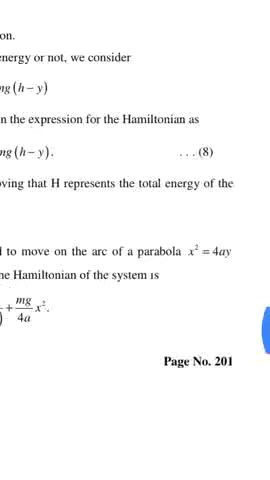 on.
energy or not, we consider
mg(h−y)
n the expression for the Hamiltonian as
mg(h−y). ...(8)
oving that H represents the total energy of the
d to move on the arc of a parabola x² = 4ay
he Hamiltonian of the system is
) + mg/4a x².
Page No. 201